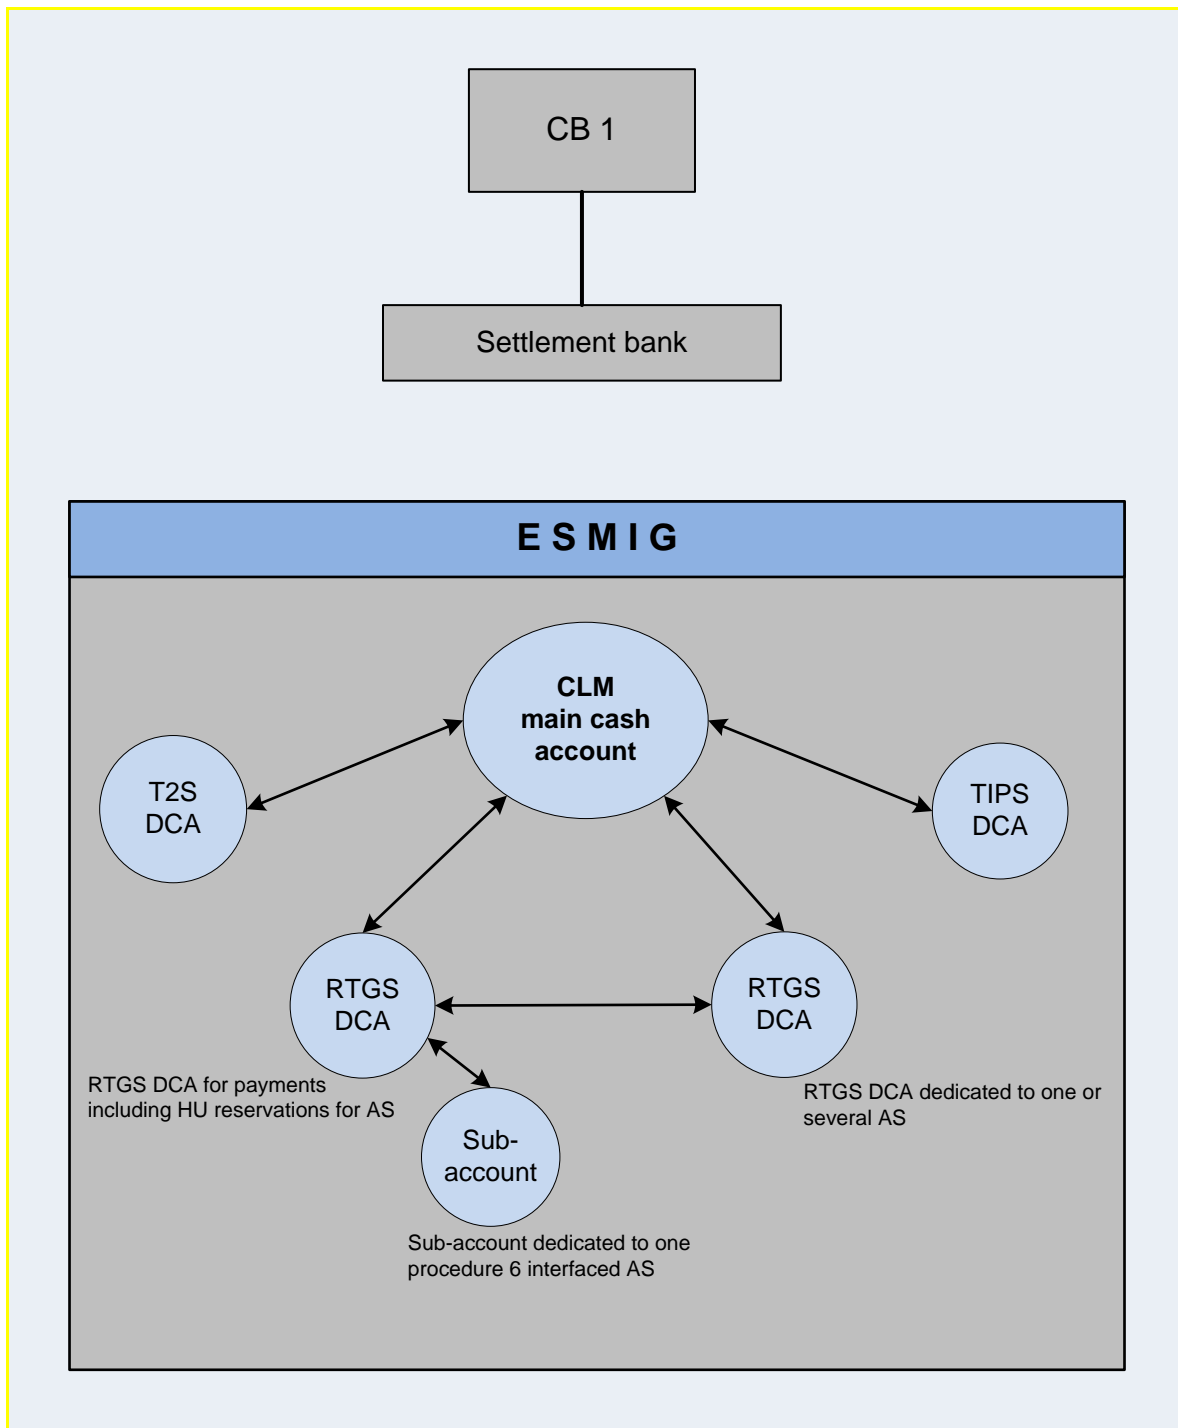 CB 1
Settlement bank
E S M I G
CLM
main cash
account
T2S
DCA
TIPS
DCA
RTGS
DCA
RTGS
DCA
RTGS DCA for payments
including HU reservations for AS
RTGS DCA dedicated to one or
several AS
Sub-
account
Sub-account dedicated to one
procedure 6 interfaced AS